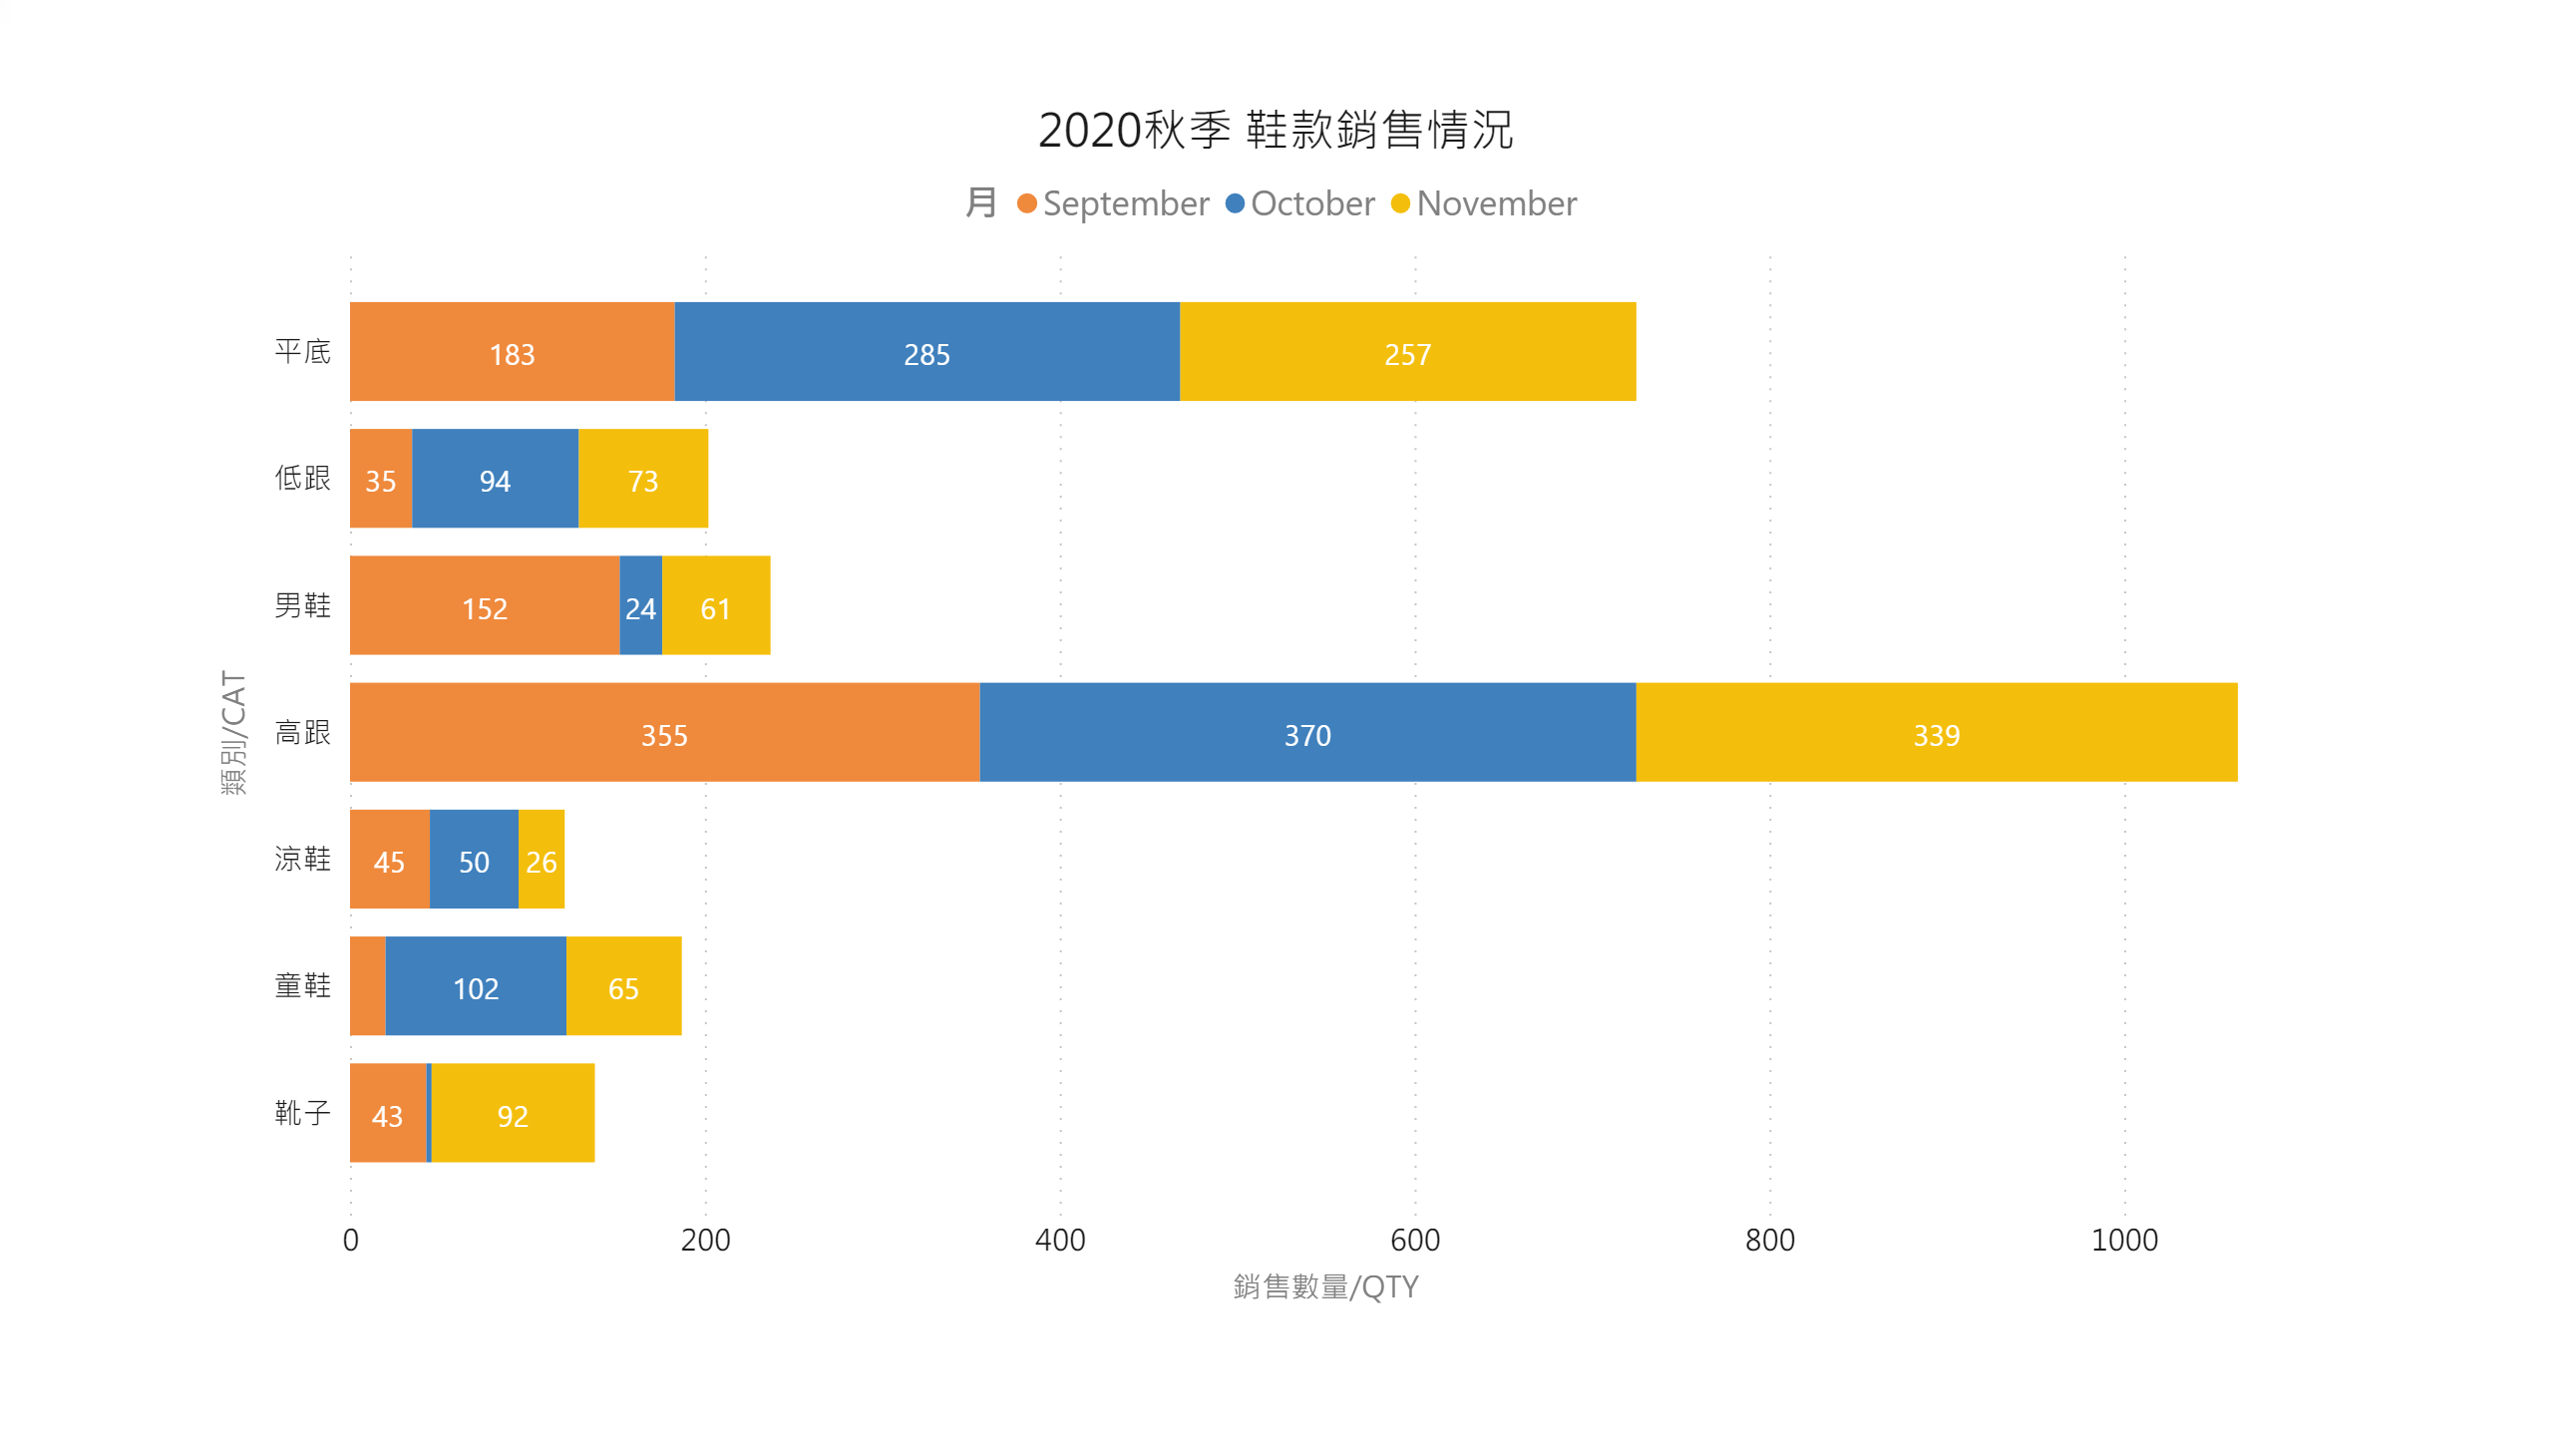 2020秋季 鞋款銷售情況
月 September October November
平底 183 285 257
低跟 35 94 73
男鞋 152 24 61
高跟 355 370 339
涼鞋 45 50 26
童鞋 102 65
靴子 43 92
類別/CAT
0 200 400 600 800 1000
銷售數量/QTY